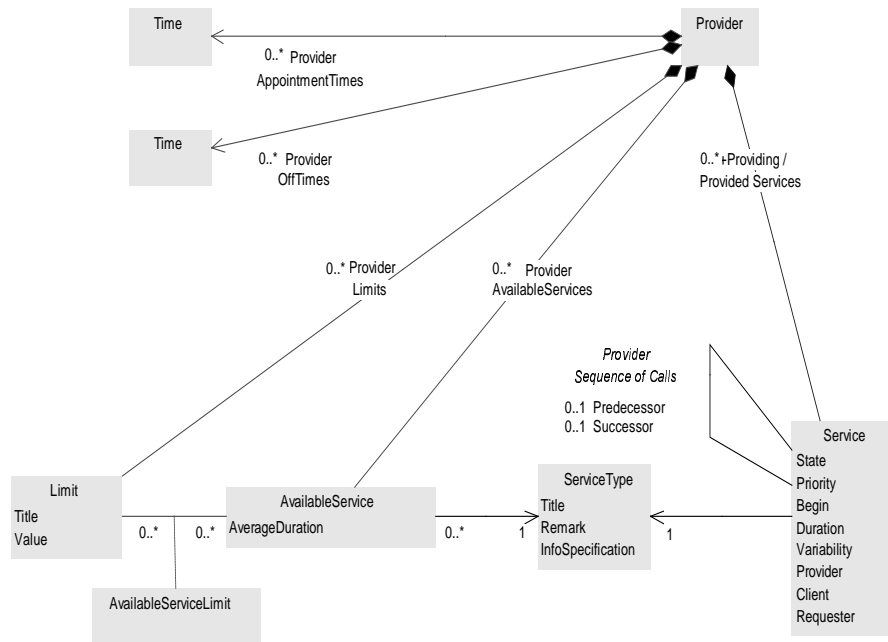 Time
Provider
0..* Provider
AppointmentTimes
Time
0..* Provider
OffTimes
0..* +Providing /
Provided Services
0..* Provider
Limits
0..* Provider
AvailableServices
Provider
Sequence of Calls
0..1 Predecessor
0..1 Successor
Service
State
Priority
Begin
Duration
Variability
Provider
Client
Requester
Limit
Title
Value
0..*
0..*
AvailableService
AverageDuration
0..*
1
ServiceType
Title
Remark
InfoSpecification
1
AvailableServiceLimit